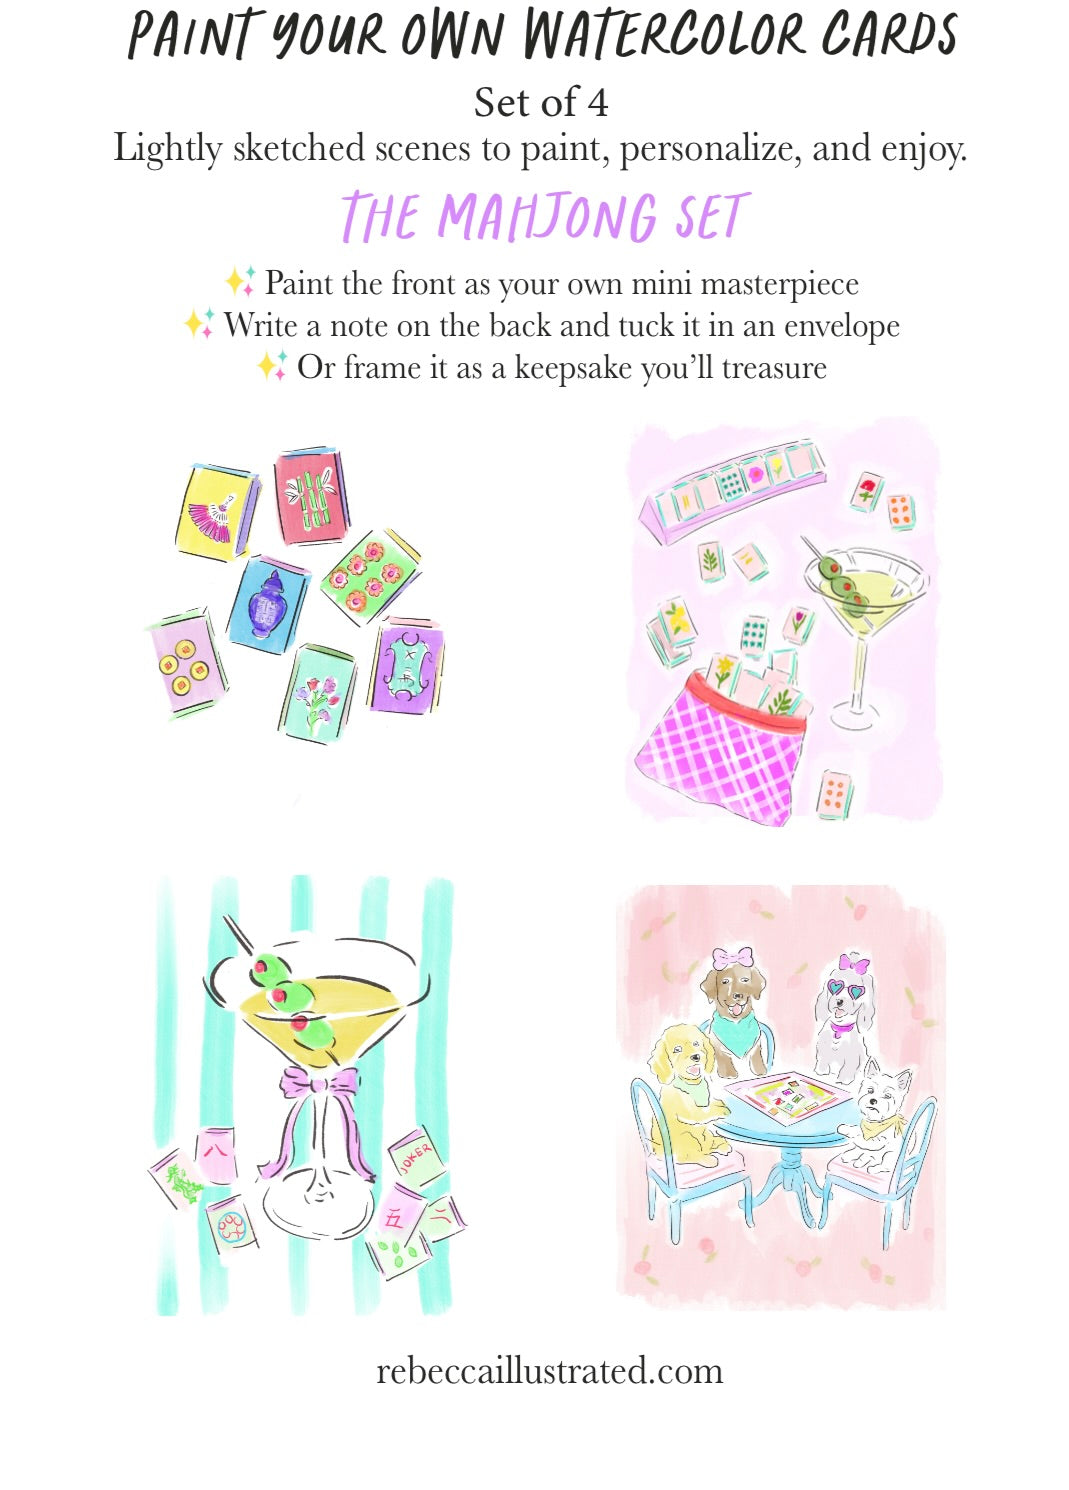 PAINT YOUR OWN WATERCOLOR CARDS
Set of 4
Lightly sketched scenes to paint, personalize, and enjoy.
THE MAHJONG SET
✨ Paint the front as your own mini masterpiece
✨ Write a note on the back and tuck it in an envelope
✨ Or frame it as a keepsake you’ll treasure
八
JOKER
五
rebeccaillustrated.com